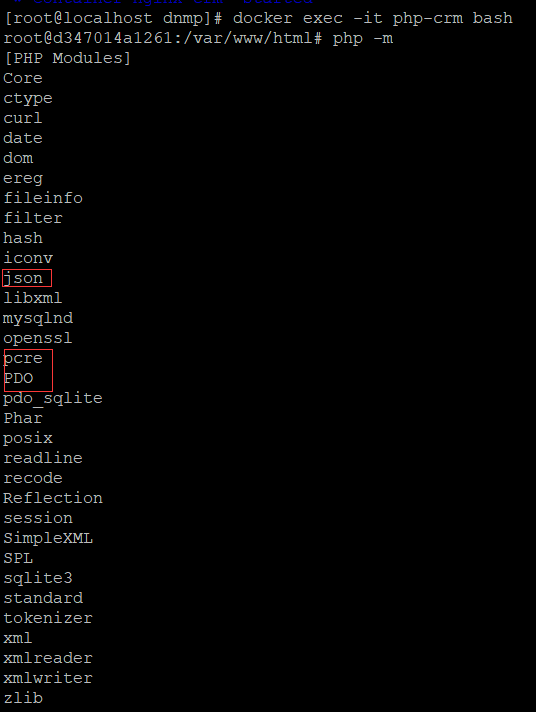 [root@localhost dnmp]# docker exec -it php-crm bash
root@d347014a1261:/var/www/html# php -m
[PHP Modules]
Core
ctype
curl
date
dom
ereg
fileinfo
filter
hash
iconv
json
libxml
mysqlnd
openssl
pcre
PDO
pdo_sqlite
Phar
posix
readline
recode
Reflection
session
SimpleXML
SPL
sqlite3
standard
tokenizer
xml
xmlreader
xmlwriter
zlib